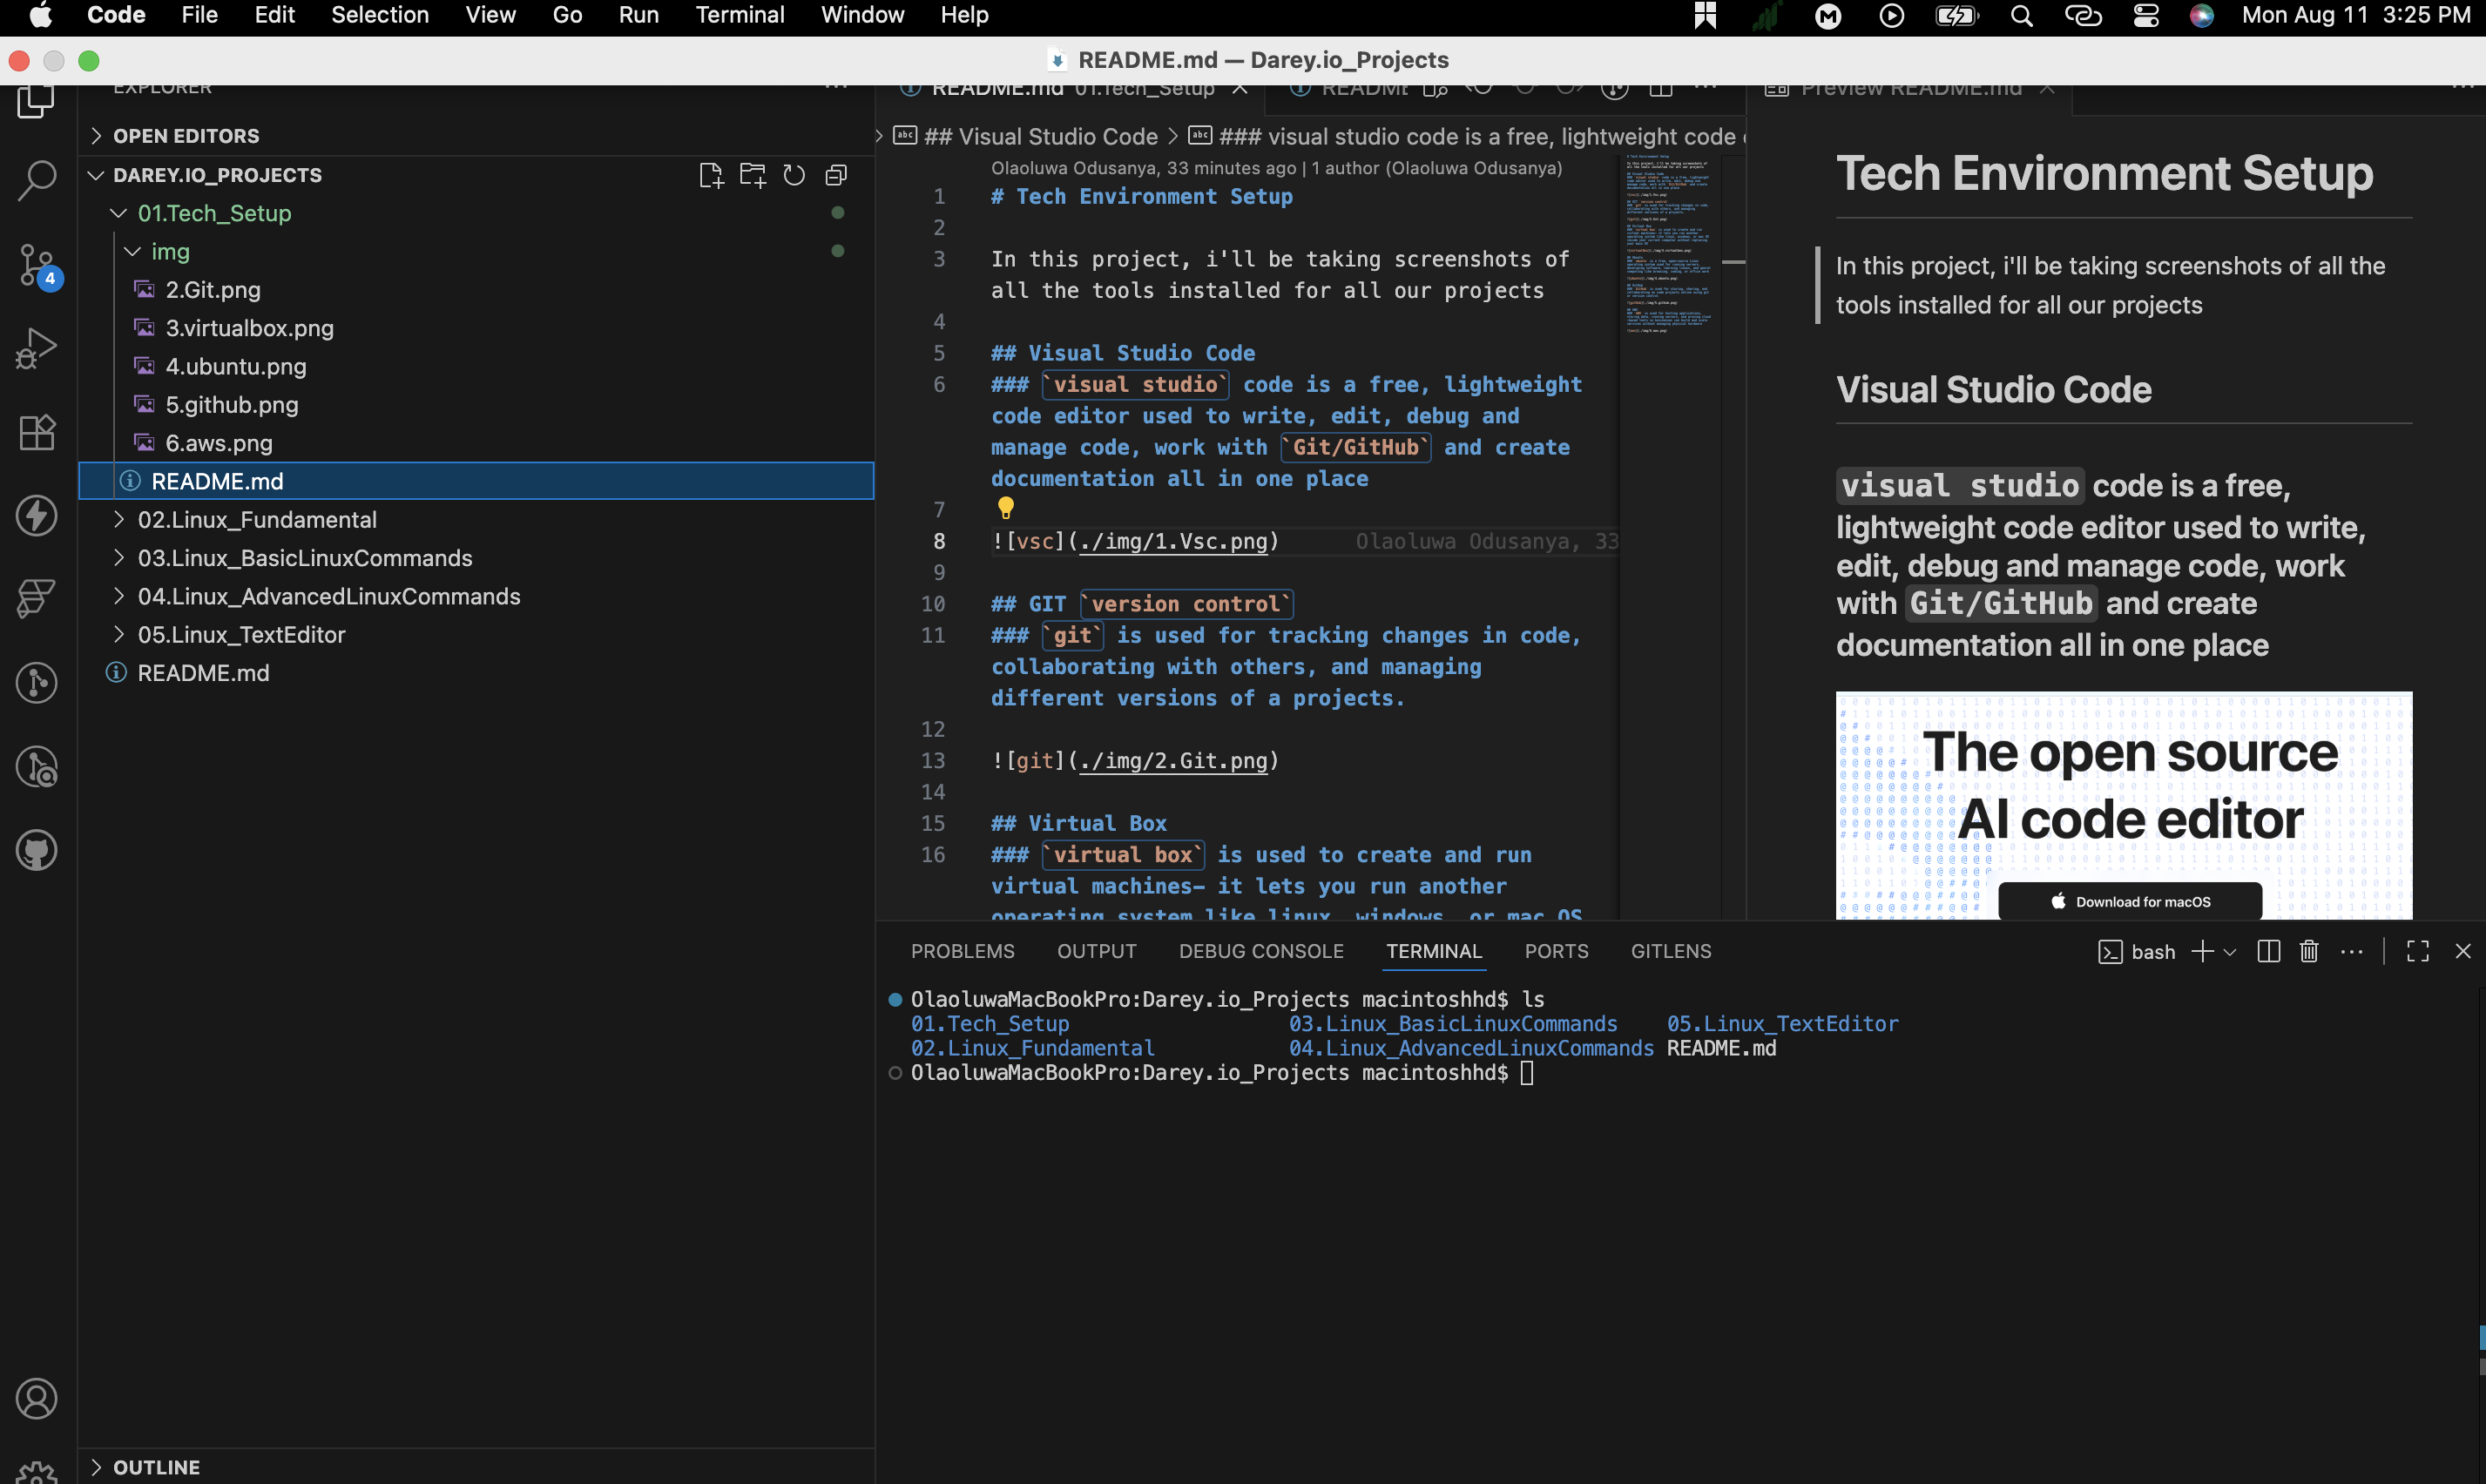 Code File Edit Selection View Go Run Terminal Window Help Mon Aug 11 3:25 PM
README.md — Darey.io_Projects
EXPLORER
OPEN EDITORS
DAREY.IO_PROJECTS
01.Tech_Setup
img
2.Git.png
3.virtualbox.png
4.ubuntu.png
5.github.png
6.aws.png
README.md
02.Linux_Fundamental
03.Linux_BasicLinuxCommands
04.Linux_AdvancedLinuxCommands
05.Linux_TextEditor
README.md
4
OUTLINE
README.md 01.Tech_Setup
README
## Visual Studio Code > ### visual studio code is a free, lightweight code
Olaoluwa Odusanya, 33 minutes ago | 1 author (Olaoluwa Odusanya)
1 # Tech Environment Setup
2
3 In this project, i'll be taking screenshots of
all the tools installed for all our projects
4
5 ## Visual Studio Code
6 ### `visual studio` code is a free, lightweight
code editor used to write, edit, debug and
manage code, work with `Git/GitHub` and create
documentation all in one place
7
8 ![vsc](./img/1.Vsc.png) Olaoluwa Odusanya, 33
9
10 ## GIT `version control`
11 ### `git` is used for tracking changes in code,
collaborating with others, and managing
different versions of a projects.
12
13 ![git](./img/2.Git.png)
14
15 ## Virtual Box
16 ### `virtual box` is used to create and run
virtual machines— it lets you run another
operating system like linux, windows, or mac OS
Preview README.md
Tech Environment Setup
In this project, i'll be taking screenshots of all the
tools installed for all our projects
Visual Studio Code
visual studio code is a free,
lightweight code editor used to write,
edit, debug and manage code, work
with Git/GitHub and create
documentation all in one place
The open source
AI code editor
Download for macOS
PROBLEMS OUTPUT DEBUG CONSOLE TERMINAL PORTS GITLENS
bash
OlaoluwaMacBookPro:Darey.io_Projects macintoshhd$ ls
01.Tech_Setup 03.Linux_BasicLinuxCommands 05.Linux_TextEditor
02.Linux_Fundamental 04.Linux_AdvancedLinuxCommands README.md
OlaoluwaMacBookPro:Darey.io_Projects macintoshhd$